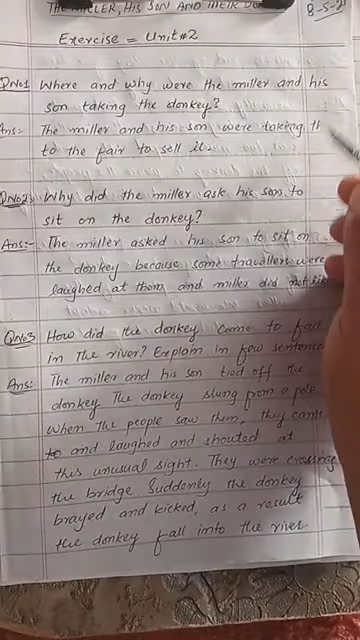 THE MILLER, HIS SON AND THEIR
8-5-2
Exercise = Unit #2
QNo1 Where and why were the miller and his
son taking the donkey?
Ans:- The miller and his son were taking th
to the fair to sell it.
QNo2: Why did the miller ask his son to
sit on the donkey?
Ans:- The miller asked his son to sit on
the donkey because some travellers were
laughed at them and miller did not
QNo3 How did the donkey come to fall
in the river? Explain in few sentence
Ans: The miller and his son tied off the
donkey. The donkey slung from a pole
When the people saw them, they came
to and laughed and shouted at
this unusual sight. They were crossing
the bridge Suddenly the donkey
brayed and kicked, as a result
the donkey fall into the river